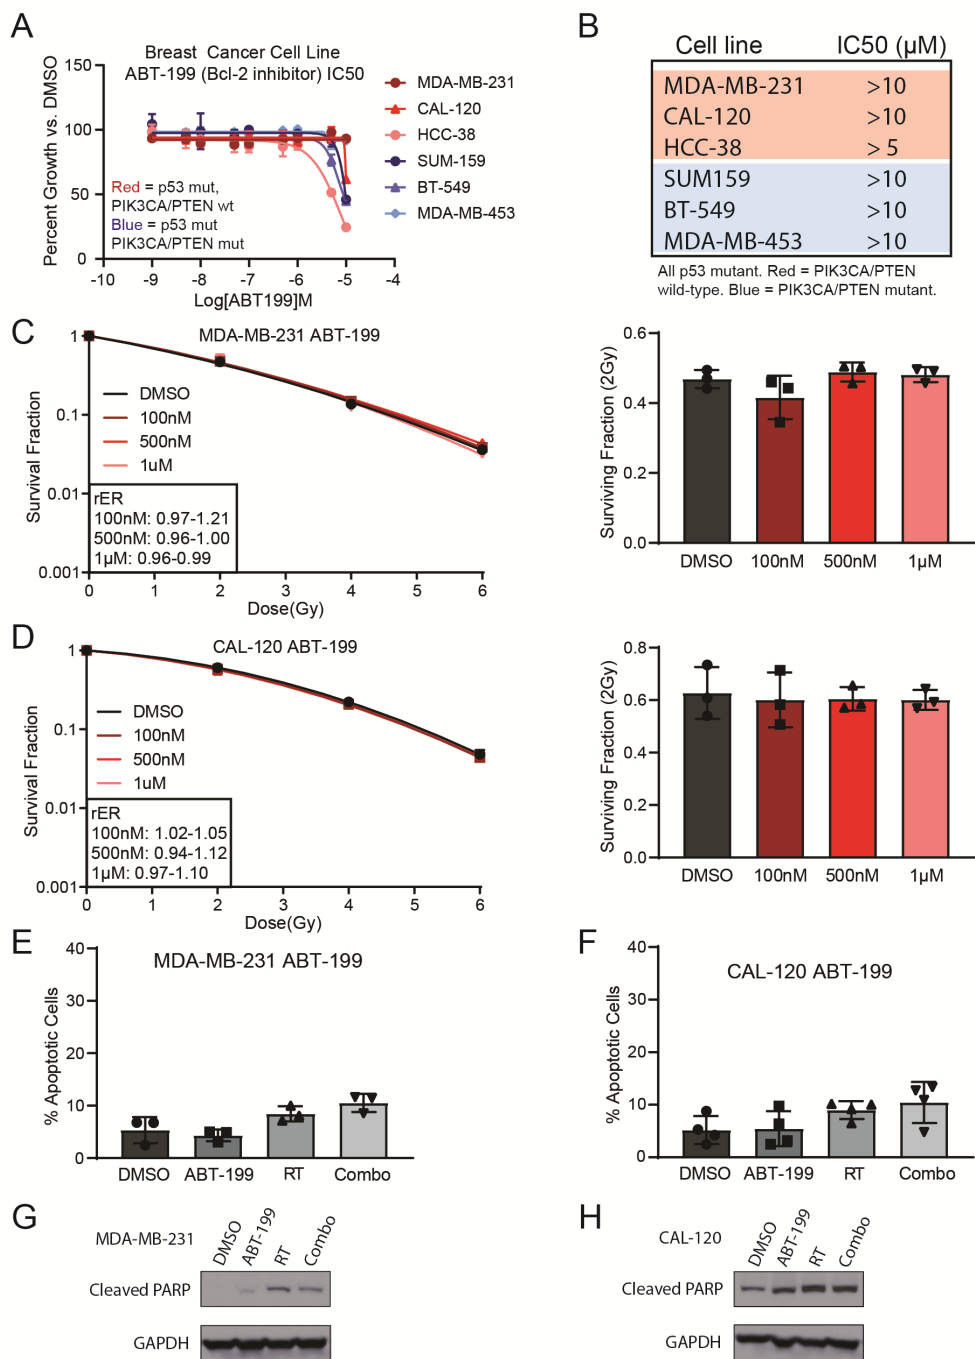 A
Breast Cancer Cell Line
ABT-199 (Bcl-2 inhibitor) IC50
Percent Growth vs. DMSO
150
100
50
0
-10 -9 -8 -7 -6 -5 -4
Log[ABT199]M
Red = p53 mut,
PIK3CA/PTEN wt
Blue = p53 mut
PIK3CA/PTEN mut
MDA-MB-231
CAL-120
HCC-38
SUM-159
BT-549
MDA-MB-453
B
Cell line IC50 (µM)
MDA-MB-231 >10
CAL-120 >10
HCC-38 > 5
SUM159 >10
BT-549 >10
MDA-MB-453 >10
All p53 mutant. Red = PIK3CA/PTEN
wild-type. Blue = PIK3CA/PTEN mutant.
C
MDA-MB-231 ABT-199
Survival Fraction
1
0.1
0.01
0.001
DMSO
100nM
500nM
1uM
rER
100nM: 0.97-1.21
500nM: 0.96-1.00
1µM: 0.96-0.99
0 1 2 3 4 5 6
Dose(Gy)
Surviving Fraction (2Gy)
0.6
0.4
0.2
0.0
DMSO 100nM 500nM 1µM
D
CAL-120 ABT-199
Survival Fraction
1
0.1
0.01
0.001
DMSO
100nM
500nM
1uM
rER
100nM: 1.02-1.05
500nM: 0.94-1.12
1µM: 0.97-1.10
0 1 2 3 4 5 6
Dose(Gy)
Surviving Fraction (2Gy)
0.8
0.6
0.4
0.2
0.0
DMSO 100nM 500nM 1µM
E
MDA-MB-231 ABT-199
% Apoptotic Cells
40
30
20
10
0
DMSO ABT-199 RT Combo
F
CAL-120 ABT-199
% Apoptotic Cells
40
30
20
10
0
DMSO ABT-199 RT Combo
G
MDA-MB-231
DMSO ABT-199 RT Combo
Cleaved PARP
GAPDH
H
CAL-120
DMSO ABT-199 RT Combo
Cleaved PARP
GAPDH